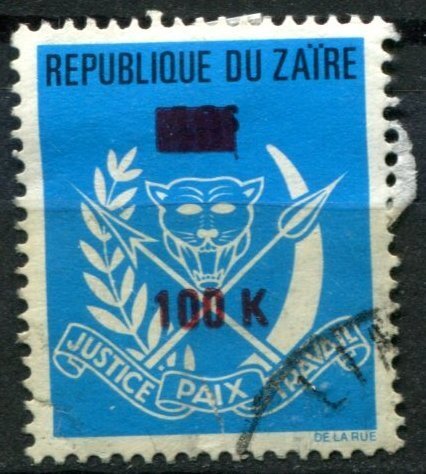 REPUBLIQUE DU ZAÏRE
100 K
JUSTICE PAIX TRAVAIL
DE LA RUE